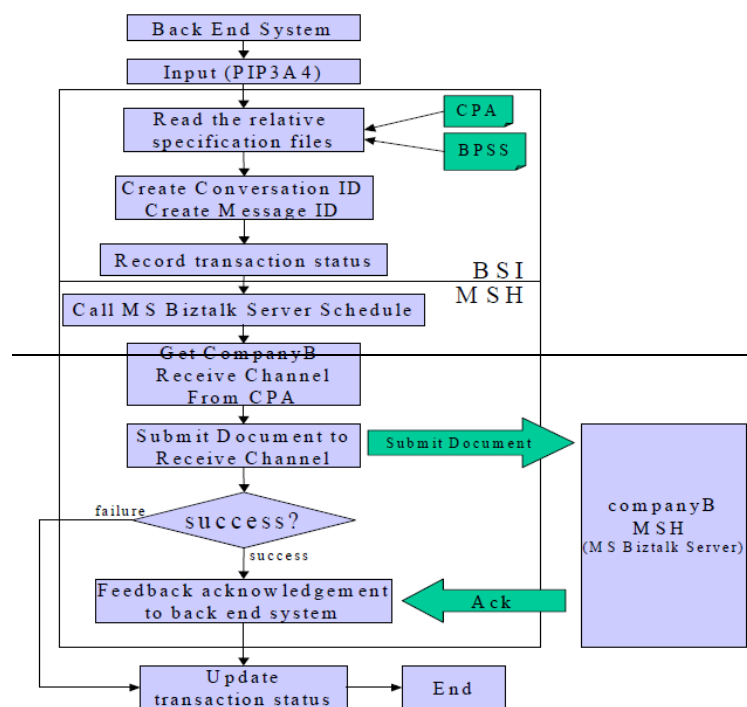 Back End System
Input (PIP3A4)
Read the relative
specification files
CPA
BPSS
Create Conversation ID
Create Message ID
Record transaction status
BSI
MSH
Call MS Biztalk Server Schedule
Get CompanyB
Receive Channel
From CPA
Submit Document to
Receive Channel
Submit Document
companyB
MSH
(MS Biztalk Server)
failure
success?
success
Feedback acknowledgement
to back end system
Ack
Update
transaction status
End